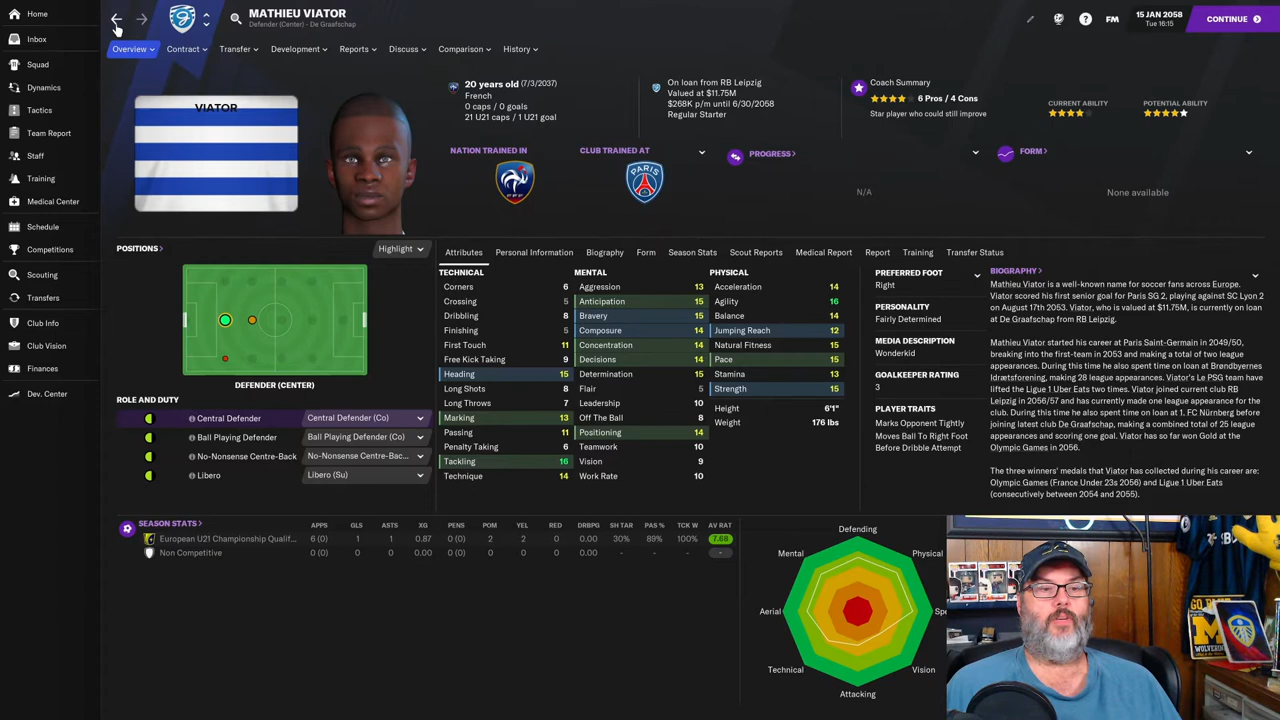 Home
Inbox
Squad
Dynamics
Tactics
Team Report
Staff
Training
Medical Center
Schedule
Competitions
Scouting
Transfers
Club Info
Club Vision
Finances
Dev. Center
MATHIEU VIATOR
Defender (Center) - De Graafschap
FM
15 JAN 2058
Tue 16:15
CONTINUE
Overview
Contract
Transfer
Development
Reports
Discuss
Comparison
History
VIATOR
20 years old (7/3/2037)
French
0 caps / 0 goals
21 U21 caps / 1 U21 goal
On loan from RB Leipzig
Valued at $11.75M
$268K p/m until 6/30/2058
Regular Starter
Coach Summary
6 Pros / 4 Cons
Star player who could still improve
CURRENT ABILITY
POTENTIAL ABILITY
NATION TRAINED IN
CLUB TRAINED AT
PARIS
PROGRESS
N/A
FORM
None available
POSITIONS
Highlight
DEFENDER (CENTER)
ROLE AND DUTY
Central Defender Central Defender (Co)
Ball Playing Defender Ball Playing Defender (Co)
No-Nonsense Centre-Back No-Nonsense Centre-Bac...
Libero Libero (Su)
Attributes Personal Information Biography Form Season Stats Scout Reports Medical Report Report Training Transfer Status
TECHNICAL
Corners 6
Crossing 5
Dribbling 8
Finishing 5
First Touch 11
Free Kick Taking 9
Heading 15
Long Shots 8
Long Throws 7
Marking 13
Passing 11
Penalty Taking 6
Tackling 16
Technique 14
MENTAL
Aggression 13
Anticipation 15
Bravery 15
Composure 14
Concentration 14
Decisions 14
Determination 15
Flair 5
Leadership 10
Off The Ball 8
Positioning 14
Teamwork 10
Vision 9
Work Rate 10
PHYSICAL
Acceleration 14
Agility 16
Balance 14
Jumping Reach 12
Natural Fitness 15
Pace 15
Stamina 13
Strength 15
Height 6'1"
Weight 176 lbs
PREFERRED FOOT
Right
PERSONALITY
Fairly Determined
MEDIA DESCRIPTION
Wonderkid
GOALKEEPER RATING
3
PLAYER TRAITS
Marks Opponent Tightly
Moves Ball To Right Foot
Before Dribble Attempt
BIOGRAPHY
Mathieu Viator is a well-known name for soccer fans across Europe.
Viator scored his first senior goal for Paris SG 2, playing against SC Lyon 2
on August 17th 2053. Viator, who is valued at $11.75M, is currently on loan
at De Graafschap from RB Leipzig.
Mathieu Viator started his career at Paris Saint-Germain in 2049/50,
breaking into the first-team in 2053 and making a total of two league
appearances. During this time he also spent time on loan at Brøndbyernes
Idrætsforening, making 28 league appearances. Viator's Le PSG team have
lifted the Ligue 1 Uber Eats two times. Viator joined current club RB
Leipzig in 2056/57 and has currently made one league appearance for the
club. During this time he also spent time on loan at 1. FC Nürnberg before
joining latest club De Graafschap, making a combined total of 25 league
appearances and scoring one goal. Viator has so far won Gold at the
Olympic Games in 2056.
The three winners' medals that Viator has collected during his career are:
Olympic Games (France Under 23s 2056) and Ligue 1 Uber Eats
(consecutively between 2054 and 2055).
SEASON STATS APPS GLS ASTS XG PENS POM YEL RED DRBPG SH TAR PAS % TCK W AV RAT
European U21 Championship Qualif... 6 (0) 1 1 0.87 0 (0) 2 2 0 0.00 30% 89% 100% 7.68
Non Competitive 0 (0) 0 0 0.00 0 (0) 0 0 0 0.00 - - - -
Defending
Physical
Mental
Aerial
Spe
Technical
Vision
Attacking
GO
WOLVERINES